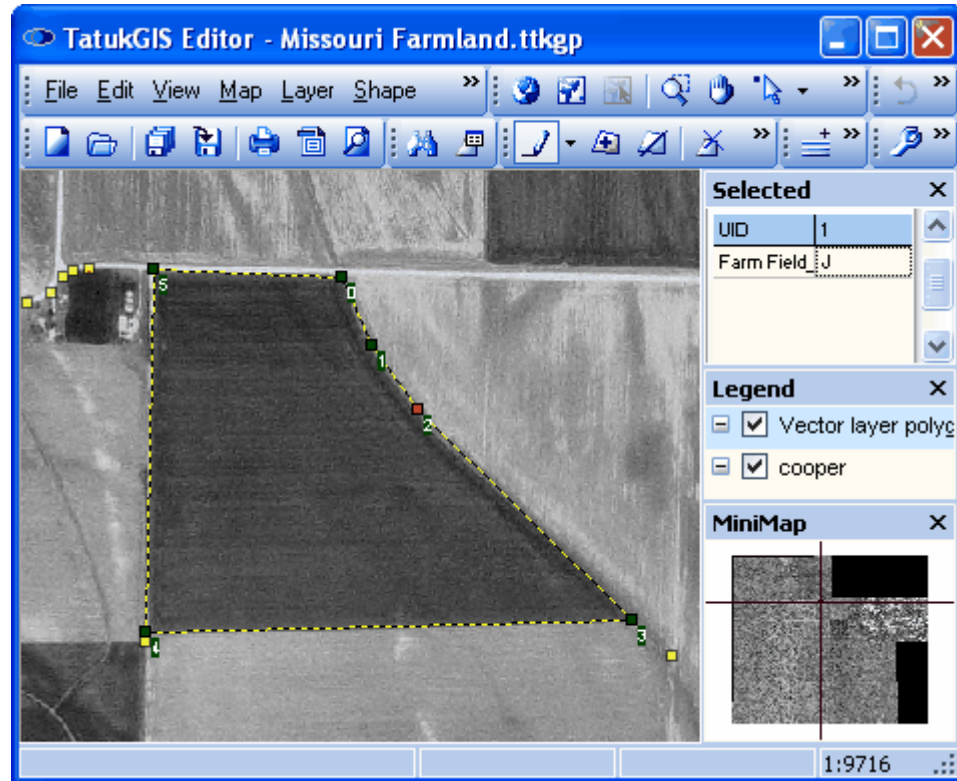 TatukGIS Editor - Missouri Farmland.ttkgp
File Edit View Map Layer Shape
Selected
UID 1
Farm Field_ J
5
0
1
2
3
4
Legend
Vector layer polyg
cooper
MiniMap
1:9716